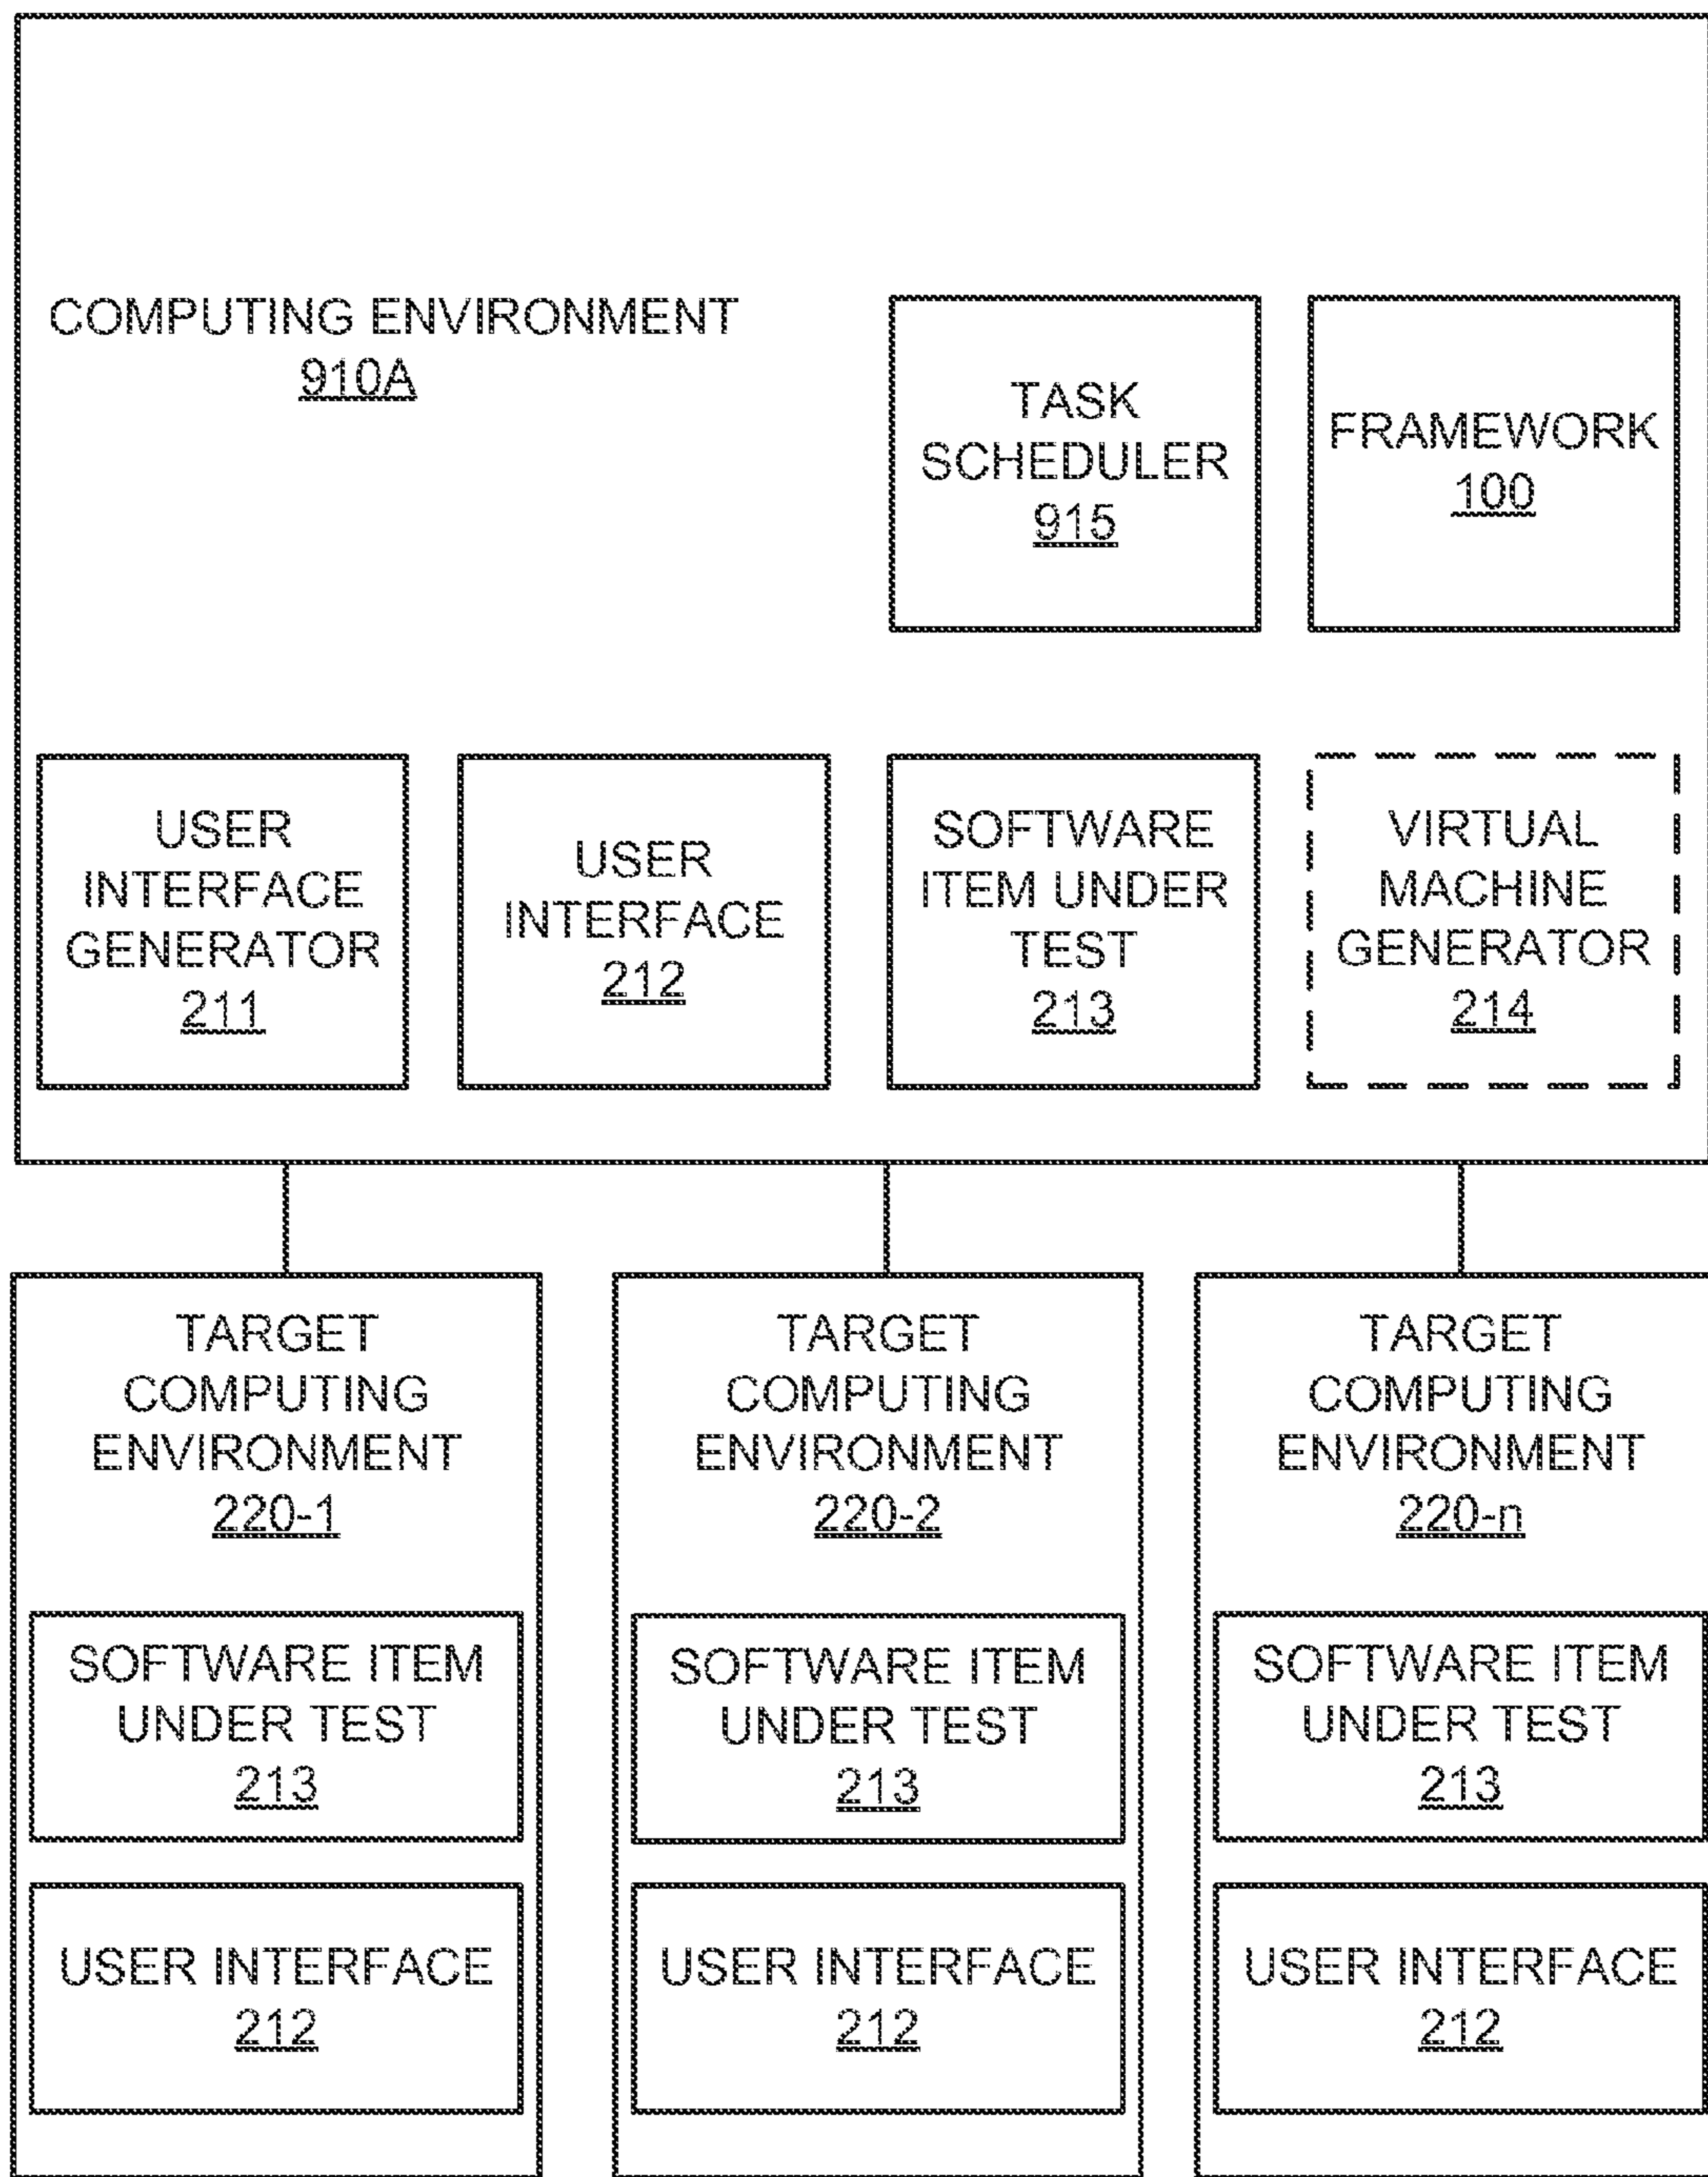 COMPUTING ENVIRONMENT
910A
TASK
SCHEDULER
915
FRAMEWORK
100
USER
INTERFACE
GENERATOR
211
USER
INTERFACE
212
SOFTWARE
ITEM UNDER
TEST
213
VIRTUAL
MACHINE
GENERATOR
214
TARGET
COMPUTING
ENVIRONMENT
220-1
SOFTWARE ITEM
UNDER TEST
213
USER INTERFACE
212
TARGET
COMPUTING
ENVIRONMENT
220-2
SOFTWARE ITEM
UNDER TEST
213
USER INTERFACE
212
TARGET
COMPUTING
ENVIRONMENT
220-n
SOFTWARE ITEM
UNDER TEST
213
USER INTERFACE
212